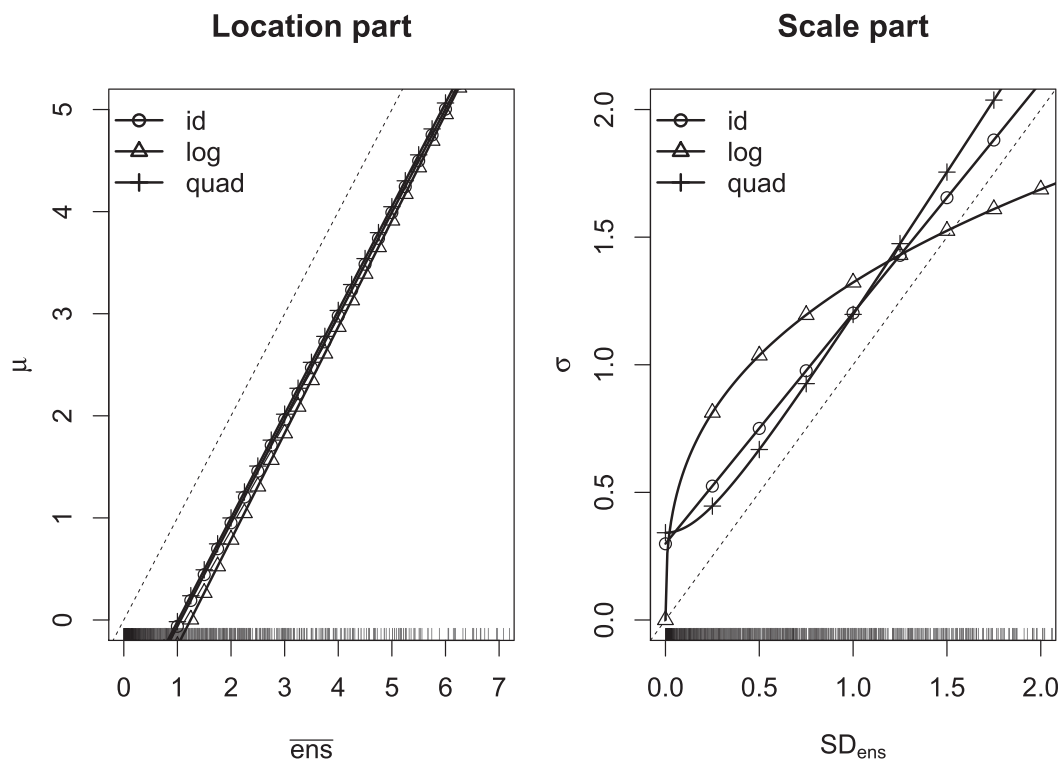 Location part
id
log
quad
μ
5
4
3
2
1
0
0 1 2 3 4 5 6 7
ens
Scale part
id
log
quad
σ
2.0
1.5
1.0
0.5
0.0
0.0 0.5 1.0 1.5 2.0
SDens